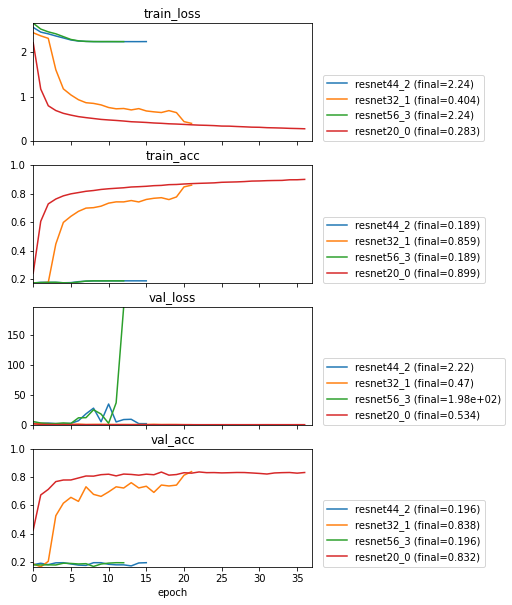 train_loss
2
1
0
resnet44_2 (final=2.24)
resnet32_1 (final=0.404)
resnet56_3 (final=2.24)
resnet20_0 (final=0.283)
train_acc
1.0
0.8
0.6
0.4
0.2
resnet44_2 (final=0.189)
resnet32_1 (final=0.859)
resnet56_3 (final=0.189)
resnet20_0 (final=0.899)
val_loss
150
100
50
0
resnet44_2 (final=2.22)
resnet32_1 (final=0.47)
resnet56_3 (final=1.98e+02)
resnet20_0 (final=0.534)
val_acc
1.0
0.8
0.6
0.4
0.2
resnet44_2 (final=0.196)
resnet32_1 (final=0.838)
resnet56_3 (final=0.196)
resnet20_0 (final=0.832)
0 5 10 15 20 25 30 35
epoch